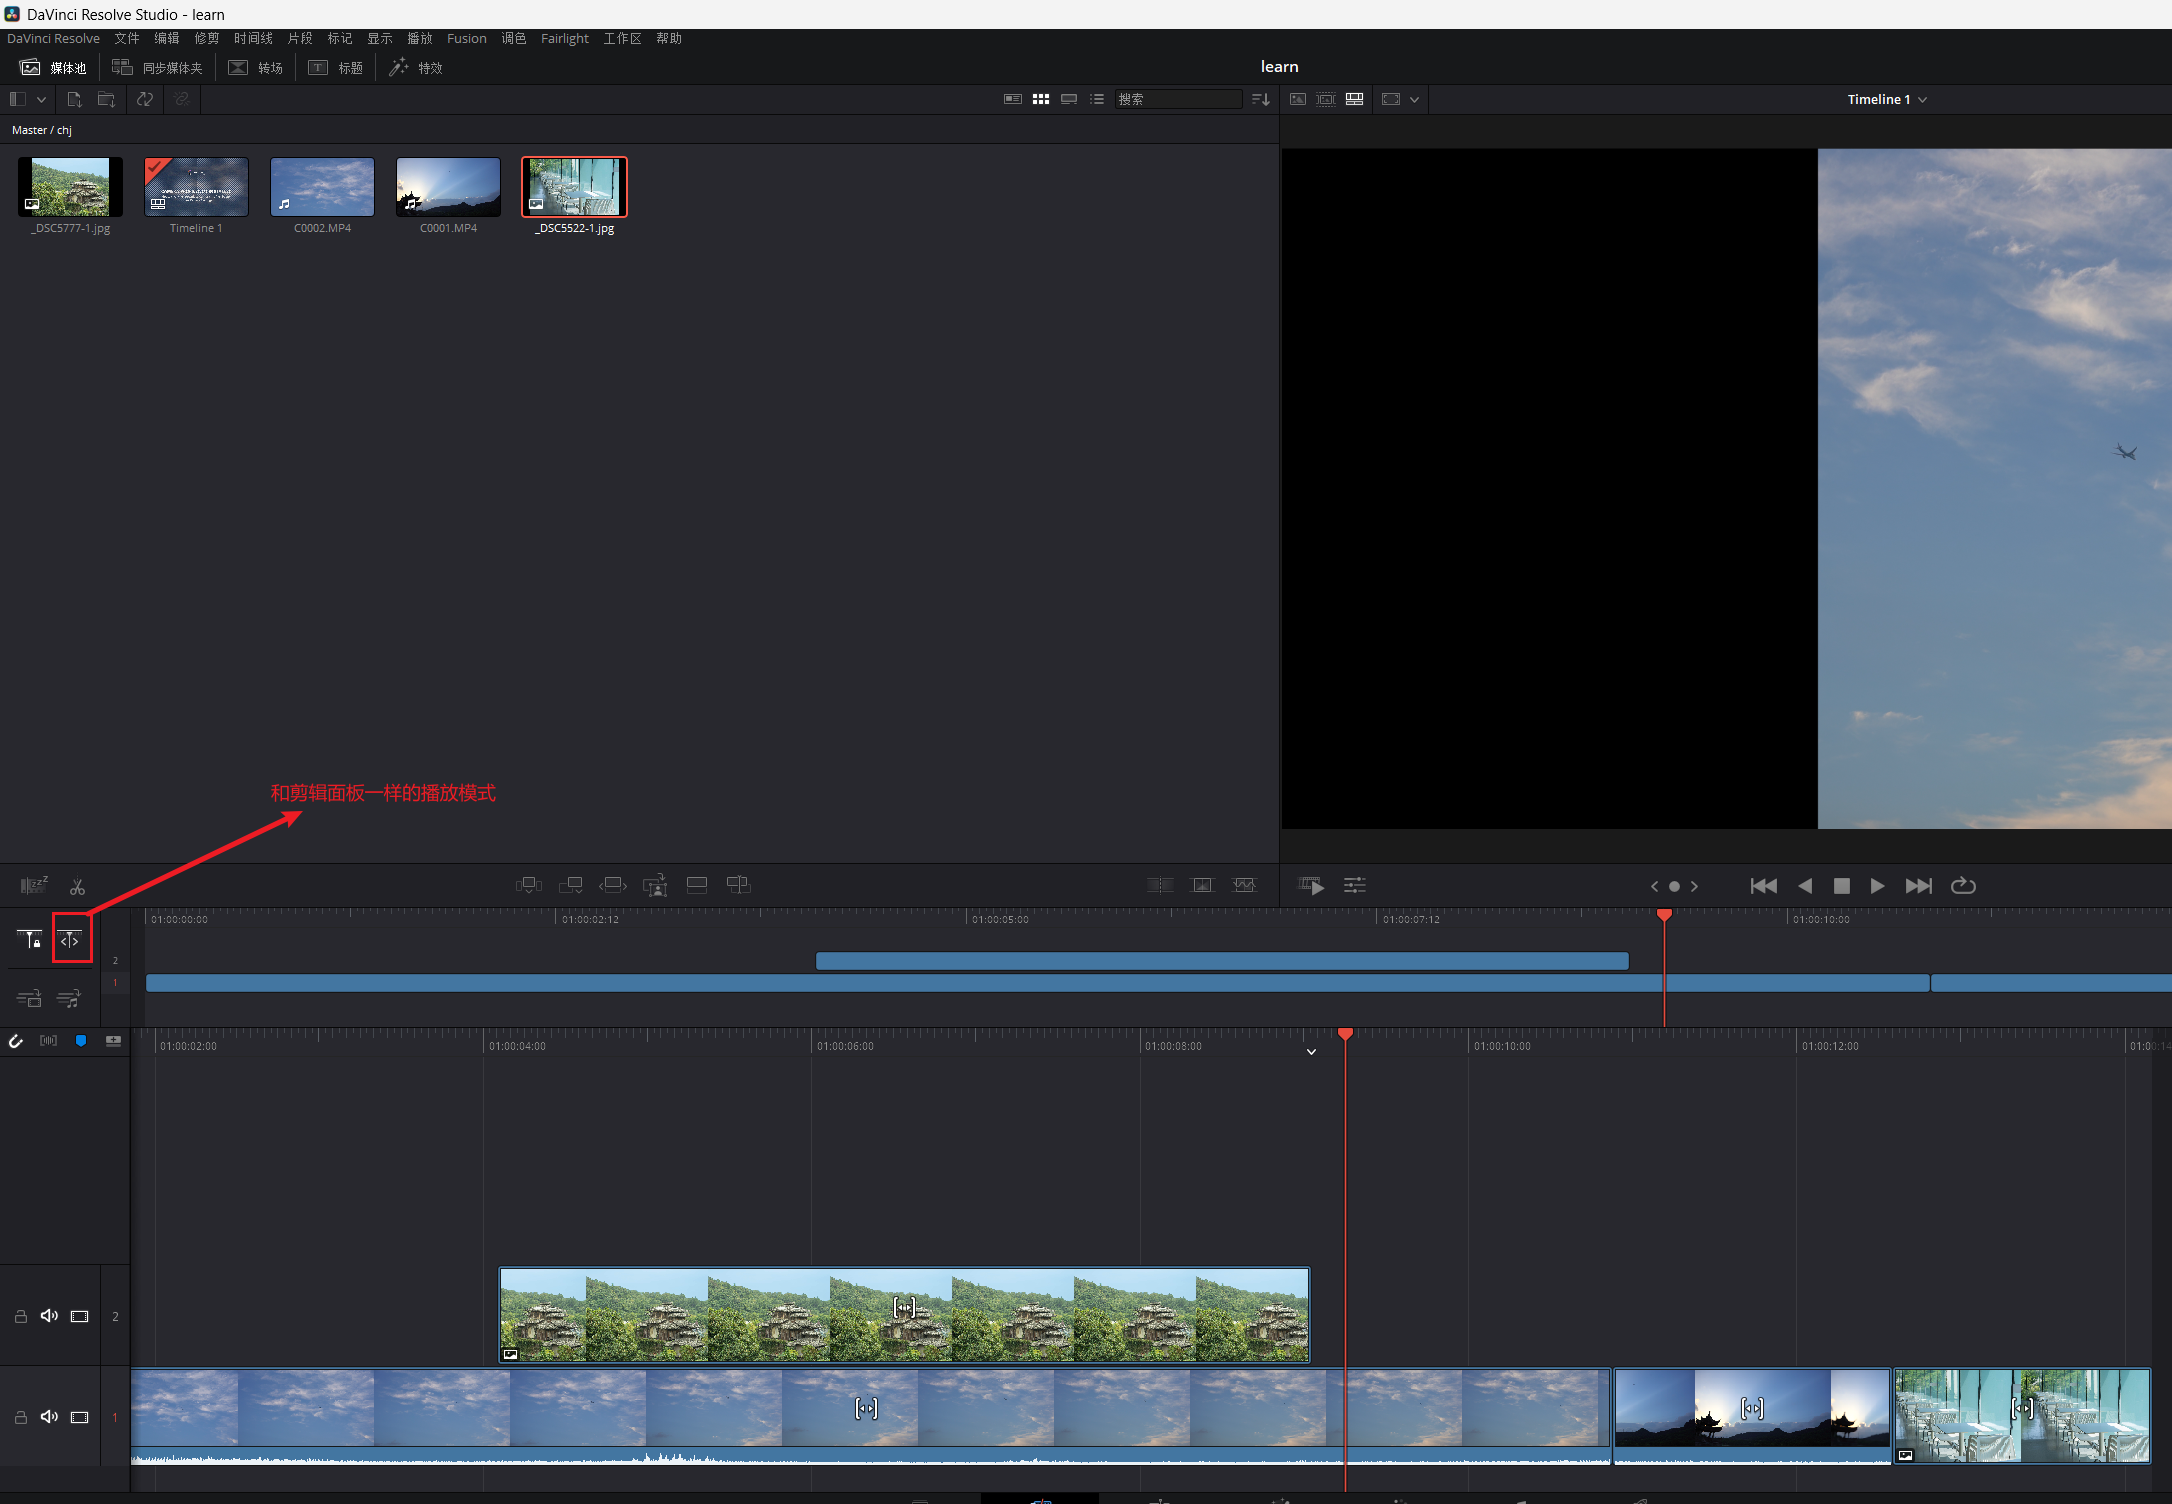 DaVinci Resolve Studio - learn
DaVinci Resolve 文件 编辑 修剪 时间线 片段 标记 显示 播放 Fusion 调色 Fairlight 工作区 帮助
媒体池 同步媒体夹 转场 标题 特效 learn
搜索 Timeline 1
Master / chj
_DSC5777-1.jpg Timeline 1 C0002.MP4 C0001.MP4 _DSC5522-1.jpg
和剪辑面板一样的播放模式
01:00:00:00 01:00:02:12 01:00:05:00 01:00:07:12 01:00:10:00
2
1
01:00:02:00 01:00:04:00 01:00:06:00 01:00:08:00 01:00:10:00 01:00:12:00 01:00:14
2
1